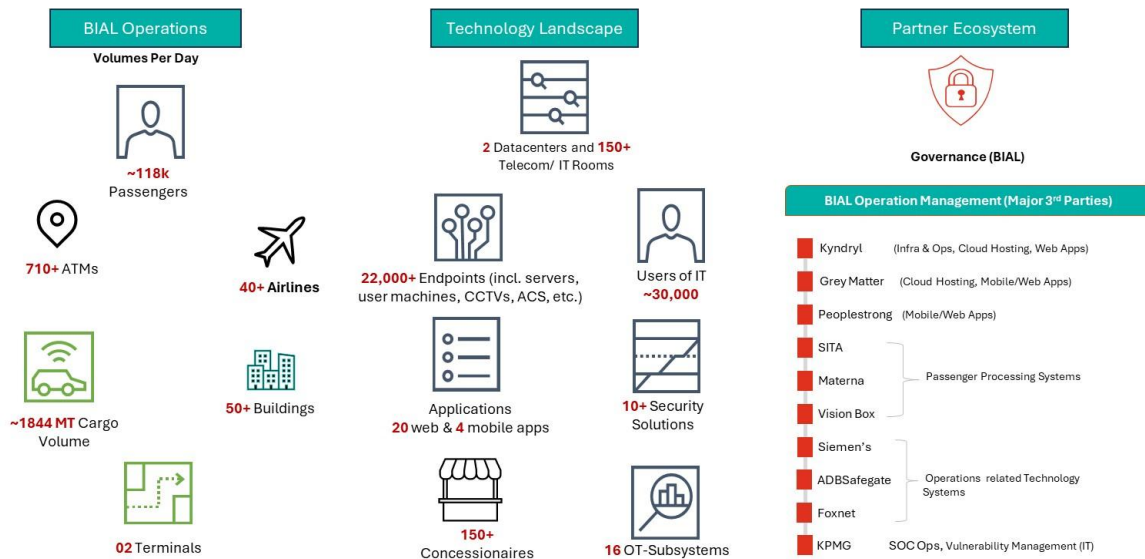 BIAL Operations
Volumes Per Day
~118k
Passengers
710+ ATMs
40+ Airlines
~1844 MT Cargo
Volume
50+ Buildings
02 Terminals
Technology Landscape
2 Datacenters and 150+
Telecom/ IT Rooms
22,000+ Endpoints (incl. servers,
user machines, CCTVs, ACS, etc.)
Users of IT
~30,000
Applications
20 web & 4 mobile apps
10+ Security
Solutions
150+
Concessionaires
16 OT-Subsystems
Partner Ecosystem
Governance (BIAL)
BIAL Operation Management (Major 3rd Parties)
Kyndryl (Infra & Ops, Cloud Hosting, Web Apps)
Grey Matter (Cloud Hosting, Mobile/Web Apps)
Peoplestrong (Mobile/Web Apps)
SITA
Materna
Vision Box
Passenger Processing Systems
Siemen's
ADBSafegate
Foxnet
Operations related Technology
Systems
KPMG SOC Ops, Vulnerability Management (IT)